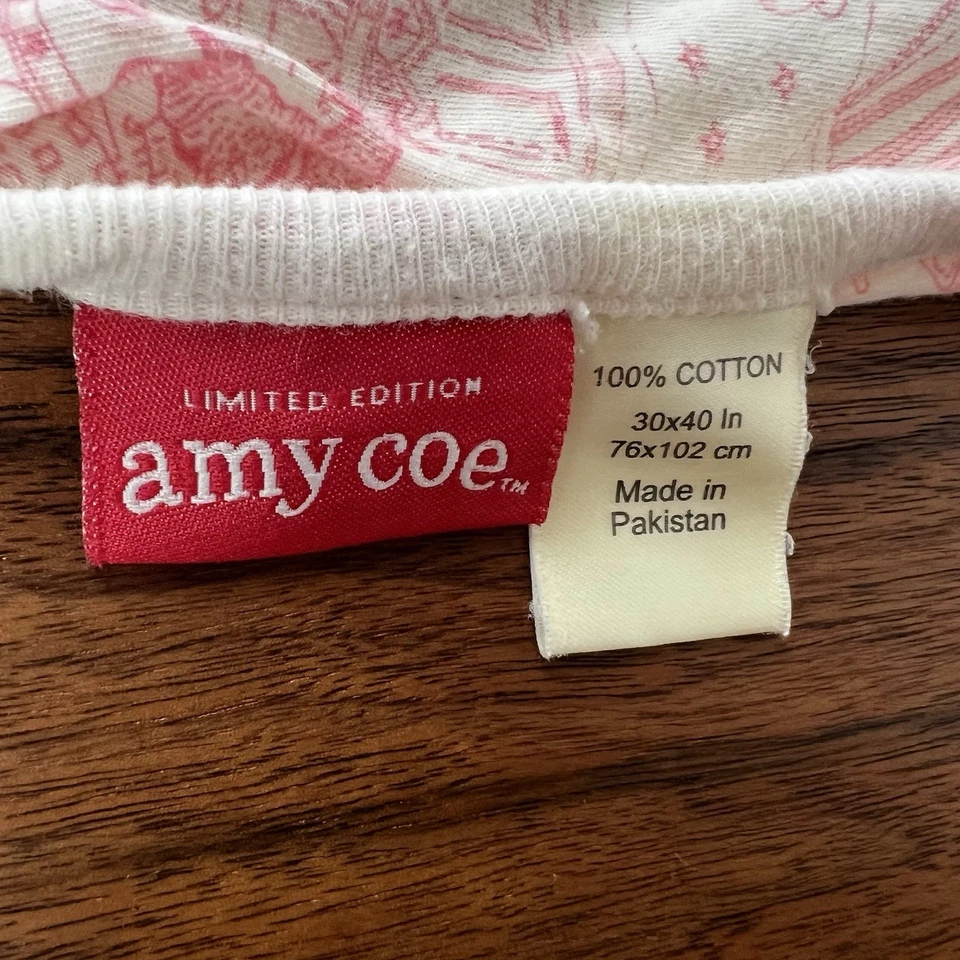 LIMITED EDITION
amy coe™
100% COTTON
30x40 In
76x102 cm
Made in
Pakistan